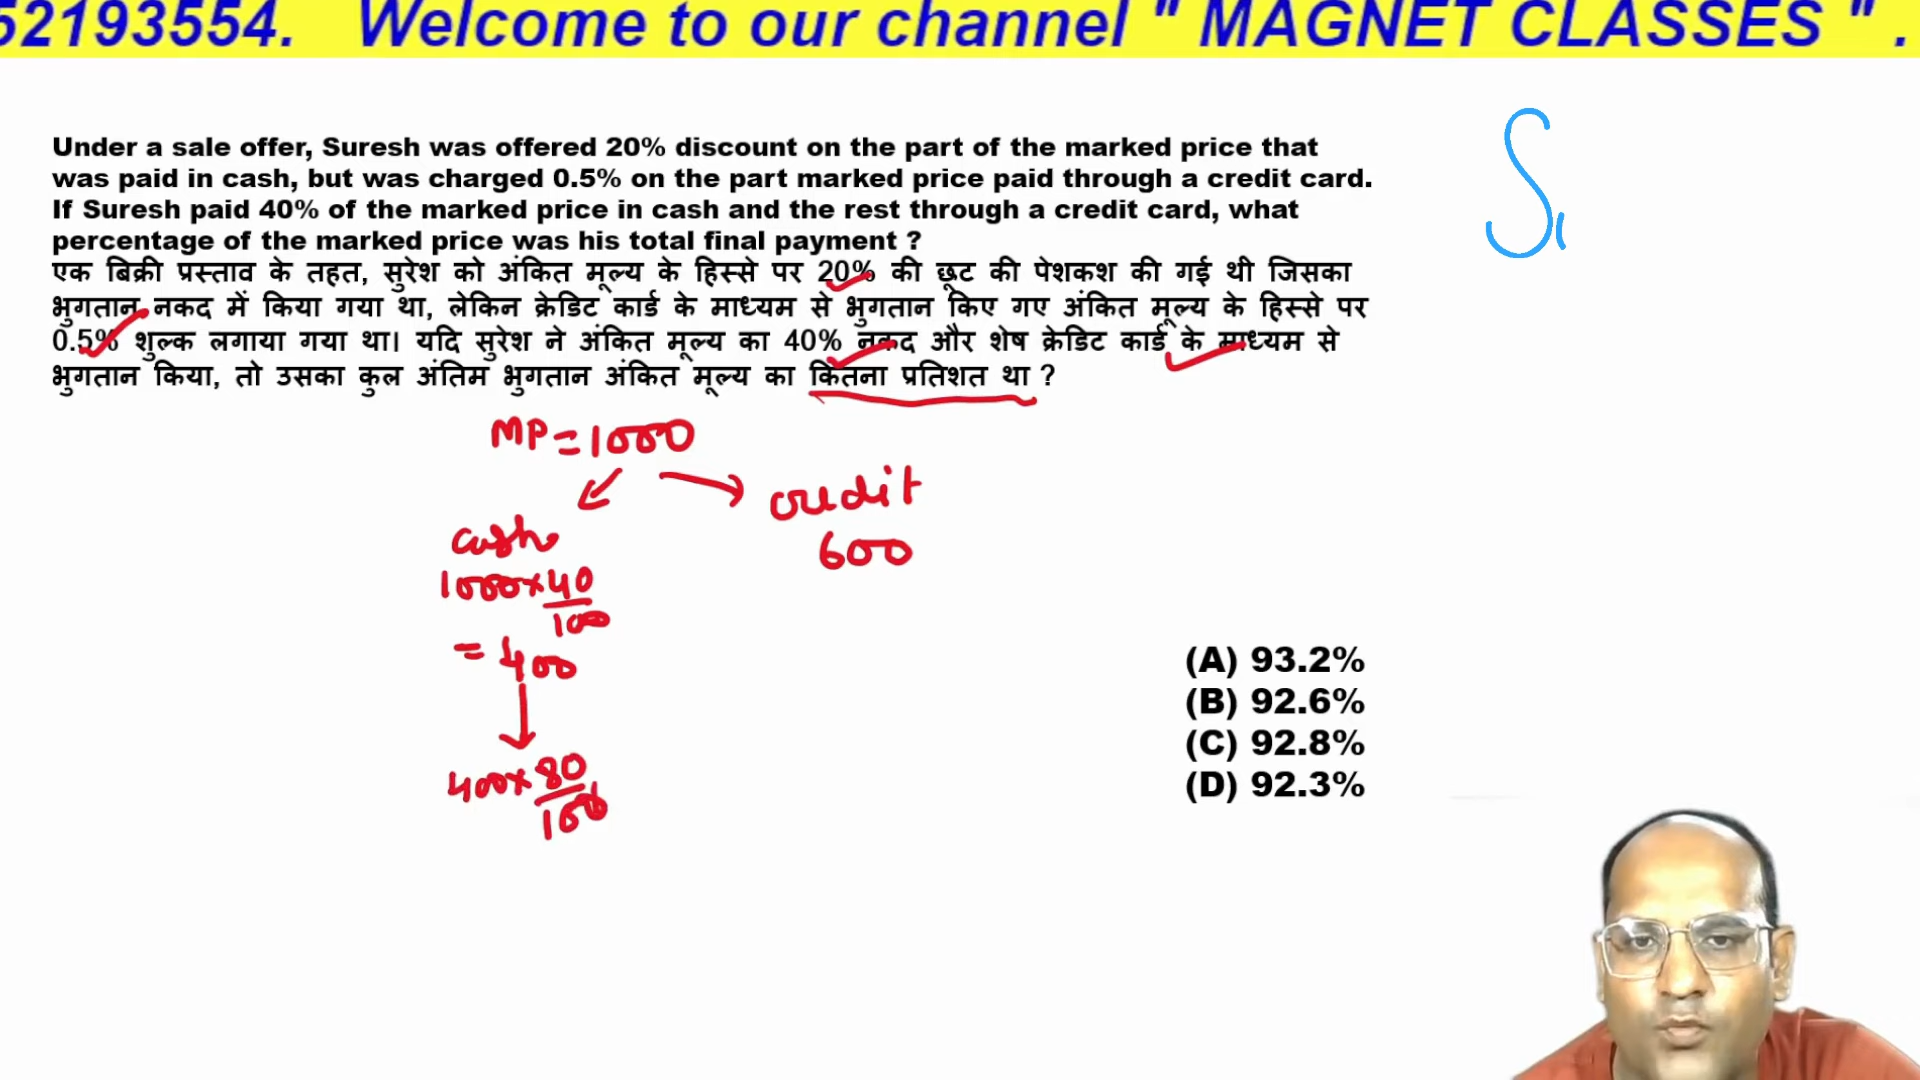 52193554. Welcome to our channel " MAGNET CLASSES " .
Under a sale offer, Suresh was offered 20% discount on the part of the marked price that
was paid in cash, but was charged 0.5% on the part marked price paid through a credit card.
If Suresh paid 40% of the marked price in cash and the rest through a credit card, what
percentage of the marked price was his total final payment ?
एक बिक्री प्रस्ताव के तहत, सुरेश को अंकित मूल्य के हिस्से पर 20% की छूट की पेशकश की गई थी जिसका
भुगतान नकद में किया गया था, लेकिन क्रेडिट कार्ड के माध्यम से भुगतान किए गए अंकित मूल्य के हिस्से पर
0.5% शुल्क लगाया गया था। यदि सुरेश ने अंकित मूल्य का 40% नकद और शेष क्रेडिट कार्ड के माध्यम से
भुगतान किया, तो उसका कुल अंतिम भुगतान अंकित मूल्य का कितना प्रतिशत था ?
MP = 1000
cash
credit
1000 × 40/100
600
= 400
400 × 80/100
(A) 93.2%
(B) 92.6%
(C) 92.8%
(D) 92.3%